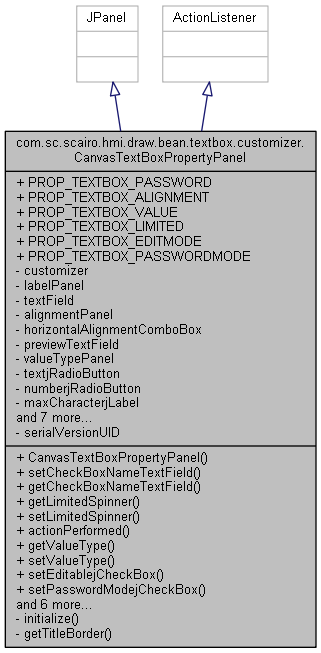 JPanel
ActionListener
com.sc.scairo.hmi.draw.bean.textbox.customizer.
CanvasTextBoxPropertyPanel
+ PROP_TEXTBOX_PASSWORD
+ PROP_TEXTBOX_ALIGNMENT
+ PROP_TEXTBOX_VALUE
+ PROP_TEXTBOX_LIMITED
+ PROP_TEXTBOX_EDITMODE
+ PROP_TEXTBOX_PASSWORDMODE
- customizer
- labelPanel
- textField
- alignmentPanel
- horizontalAlignmentComboBox
- previewTextField
- valueTypePanel
- textjRadioButton
- numberjRadioButton
- maxCharacterjLabel
and 7 more...
- serialVersionUID
+ CanvasTextBoxPropertyPanel()
+ setCheckBoxNameTextField()
+ getCheckBoxNameTextField()
+ getLimitedSpinner()
+ setLimitedSpinner()
+ actionPerformed()
+ getValueType()
+ setValueType()
+ setEditablejCheckBox()
+ setPasswordModejCheckBox()
and 6 more...
- initialize()
- getTitleBorder()